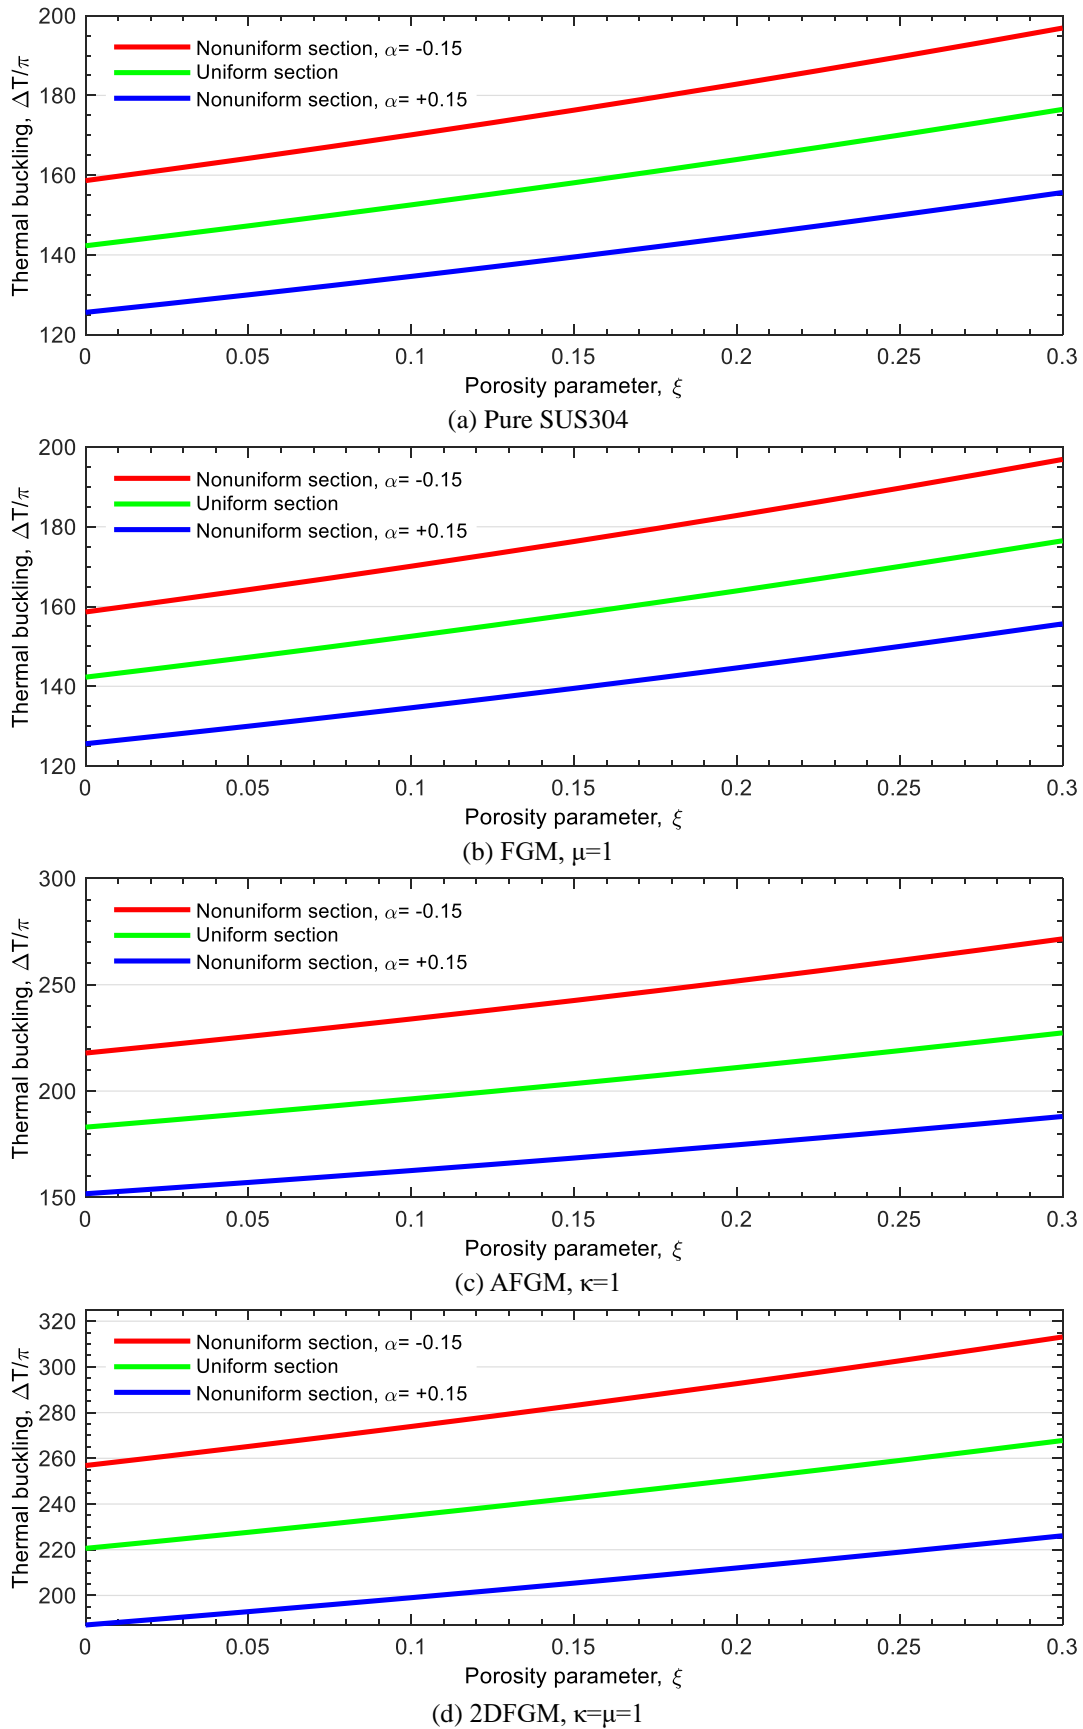 200
180
160
140
120
Thermal buckling, ΔT/π
Nonuniform section, α= -0.15
Uniform section
Nonuniform section, α= +0.15
0 0.05 0.1 0.15 0.2 0.25 0.3
Porosity parameter, ξ
(a) Pure SUS304
200
180
160
140
120
Thermal buckling, ΔT/π
Nonuniform section, α= -0.15
Uniform section
Nonuniform section, α= +0.15
0 0.05 0.1 0.15 0.2 0.25 0.3
Porosity parameter, ξ
(b) FGM, μ=1
300
250
200
150
Thermal buckling, ΔT/π
Nonuniform section, α= -0.15
Uniform section
Nonuniform section, α= +0.15
0 0.05 0.1 0.15 0.2 0.25 0.3
Porosity parameter, ξ
(c) AFGM, κ=1
320
300
280
260
240
220
200
Thermal buckling, ΔT/π
Nonuniform section, α= -0.15
Uniform section
Nonuniform section, α= +0.15
0 0.05 0.1 0.15 0.2 0.25 0.3
Porosity parameter, ξ
(d) 2DFGM, κ=μ=1